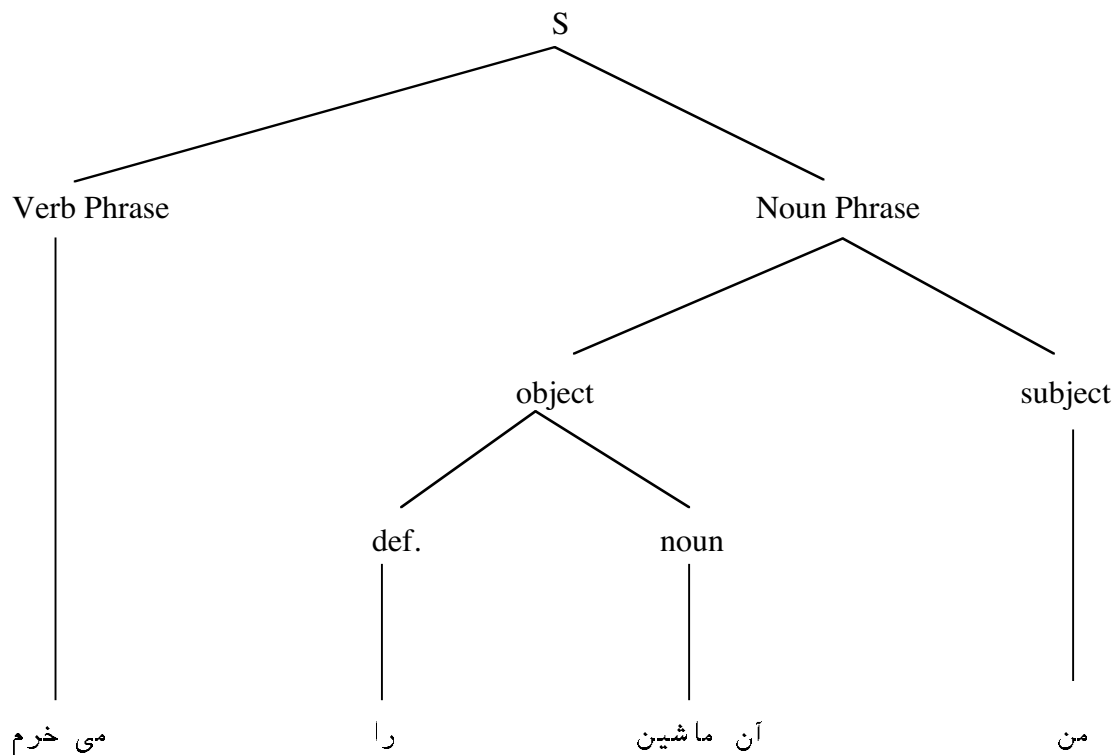 S
Verb Phrase
Noun Phrase
object
subject
def.
noun
من آن ماشین را می خرم